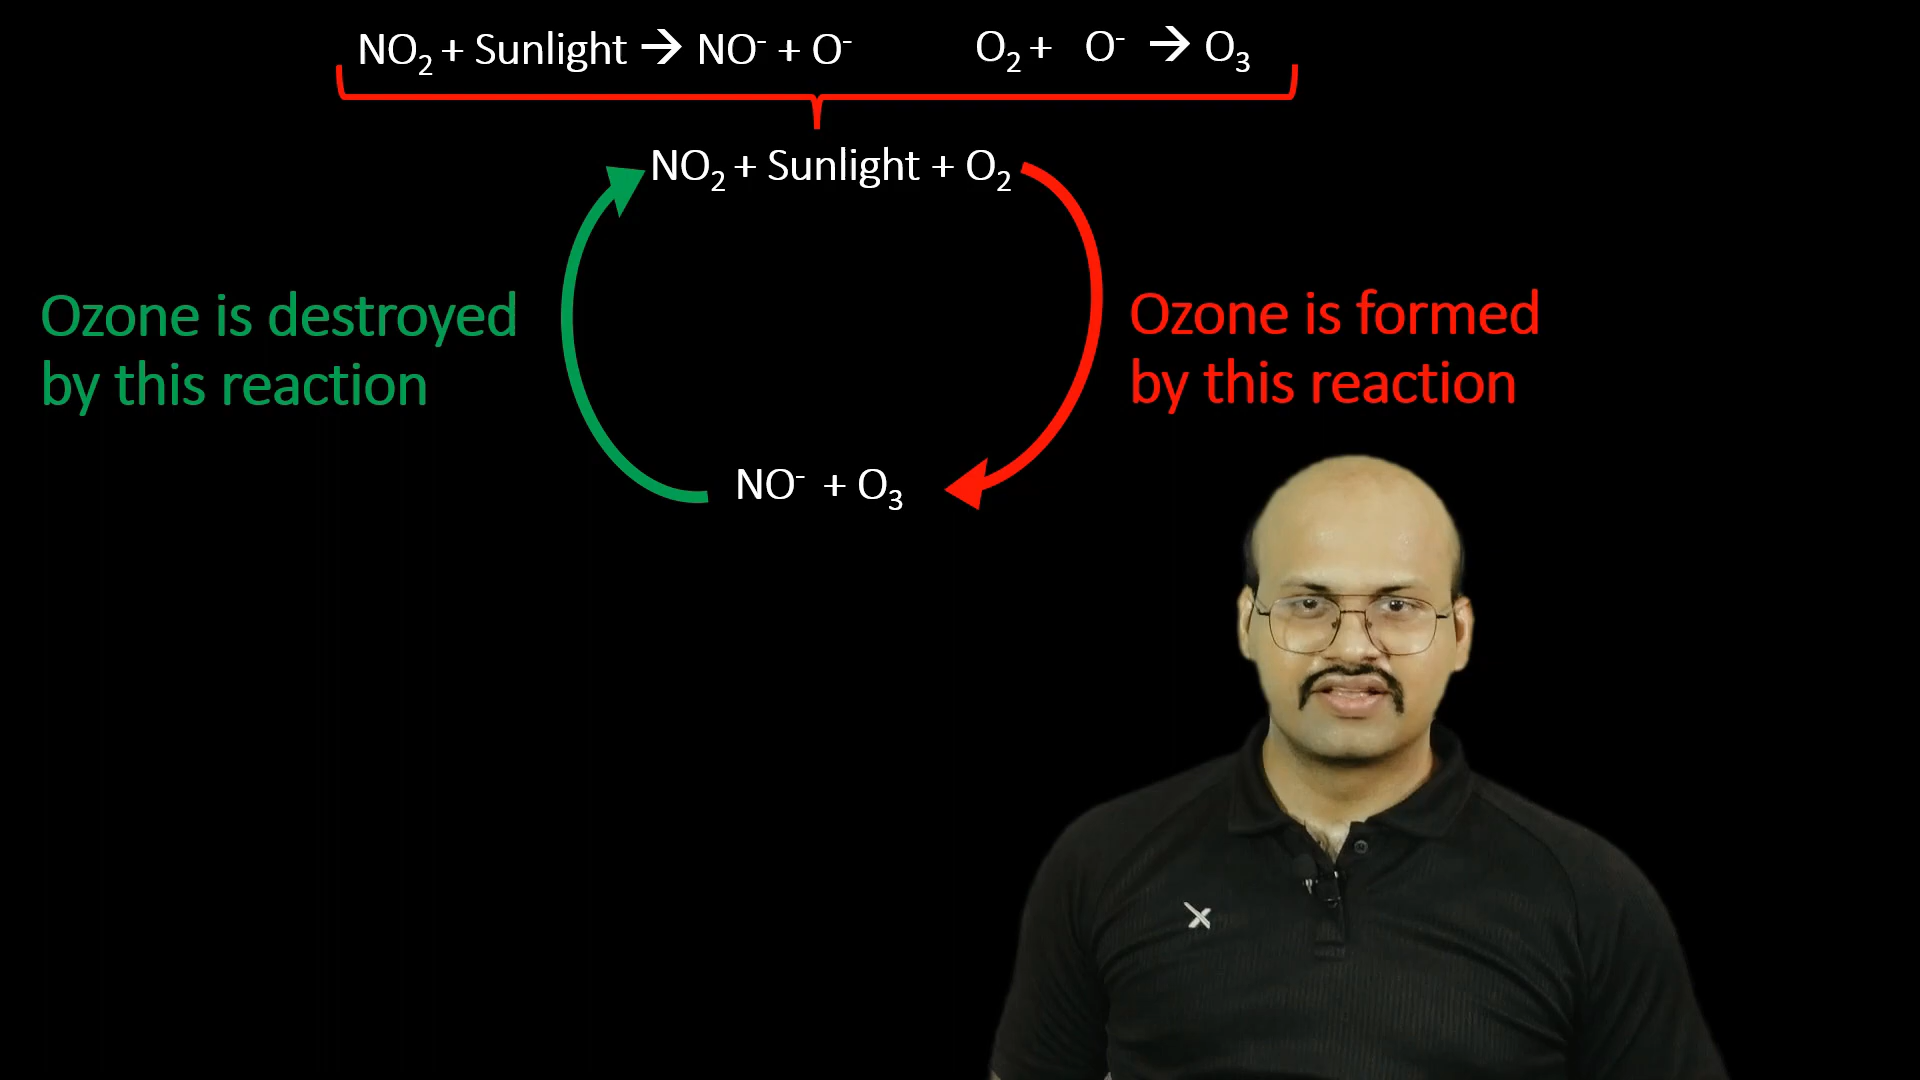 NO₂ + Sunlight → NO⁻ + O⁻
O₂ + O⁻ → O₃
NO₂ + Sunlight + O₂
Ozone is destroyed
by this reaction
Ozone is formed
by this reaction
NO⁻ + O₃